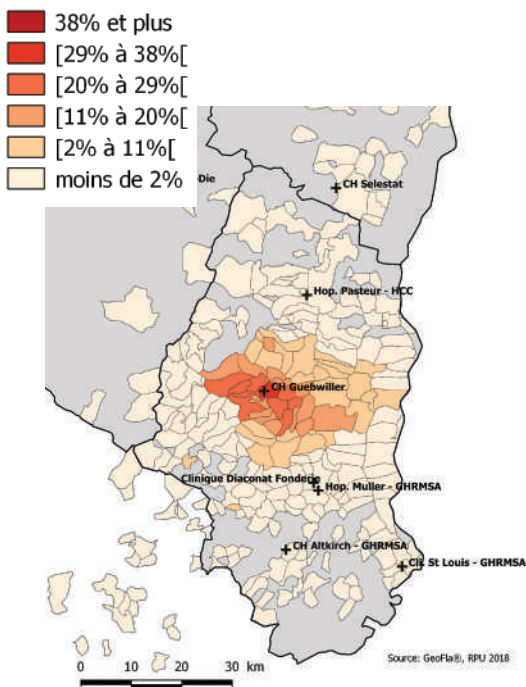 38% et plus
[29% à 38%[
[20% à 29%[
[11% à 20%[
[2% à 11%[
moins de 2%
Die
CH Selestat
Hop. Pasteur - HCC
CH Guebwiller
Clinique Diaconat Fonderie
Hop. Muller - GHRMSA
CH Altkirch - GHRMSA
Cli. St Louis - GHRMSA
Source: GeoFla®, RPU 2018
0 10 20 30 km